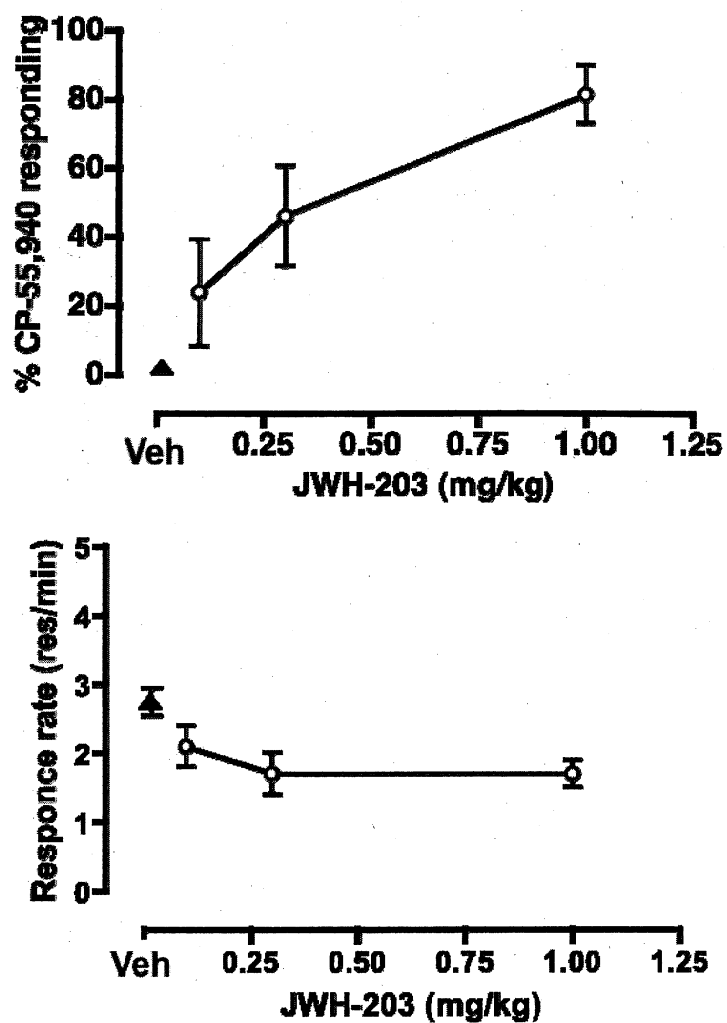 % CP-55,940 responding
100
80
60
40
20
0
Veh 0.25 0.50 0.75 1.00 1.25
JWH-203 (mg/kg)
Responce rate (res/min)
5
4
3
2
1
0
Veh 0.25 0.50 0.75 1.00 1.25
JWH-203 (mg/kg)